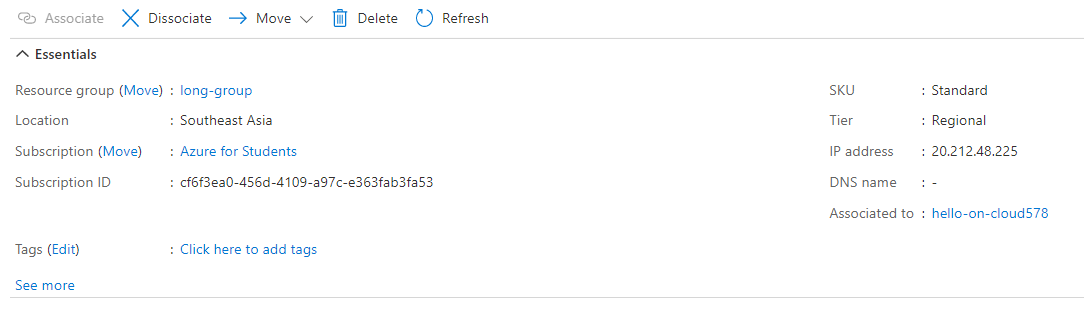 Associate Dissociate Move Delete Refresh
Essentials
Resource group (Move) : long-group
SKU : Standard
Location : Southeast Asia
Tier : Regional
Subscription (Move) : Azure for Students
IP address : 20.212.48.225
Subscription ID : cf6f3ea0-456d-4109-a97c-e363fab3fa53
DNS name : -
Associated to : hello-on-cloud578
Tags (Edit) : Click here to add tags
See more